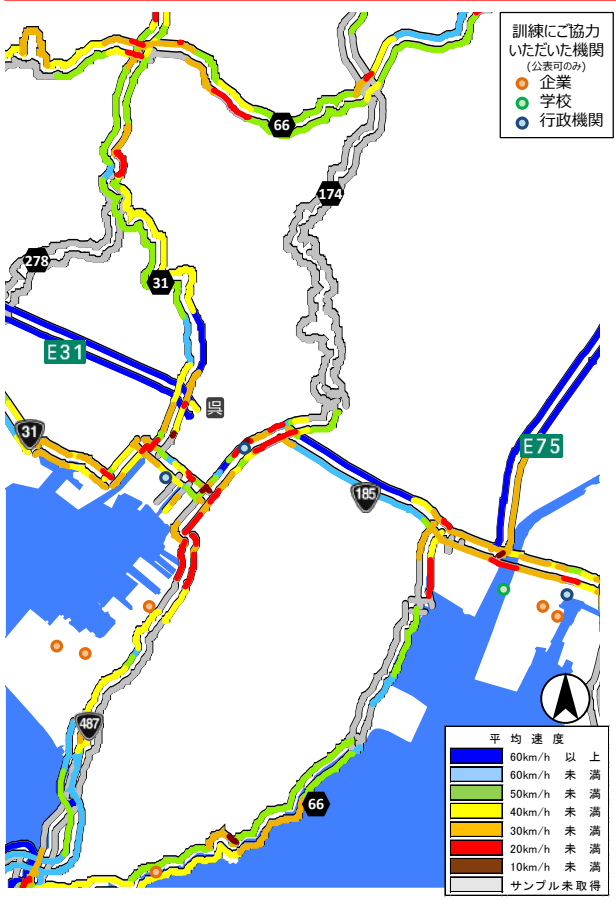 訓練にご協力
いただいた機関
(公表可のみ)
企業
学校
行政機関
66
174
278
31
E31
呉
31
E75
185
487
66
平均速度
60km/h 以上
60km/h 未満
50km/h 未満
40km/h 未満
30km/h 未満
20km/h 未満
10km/h 未満
サンプル未取得